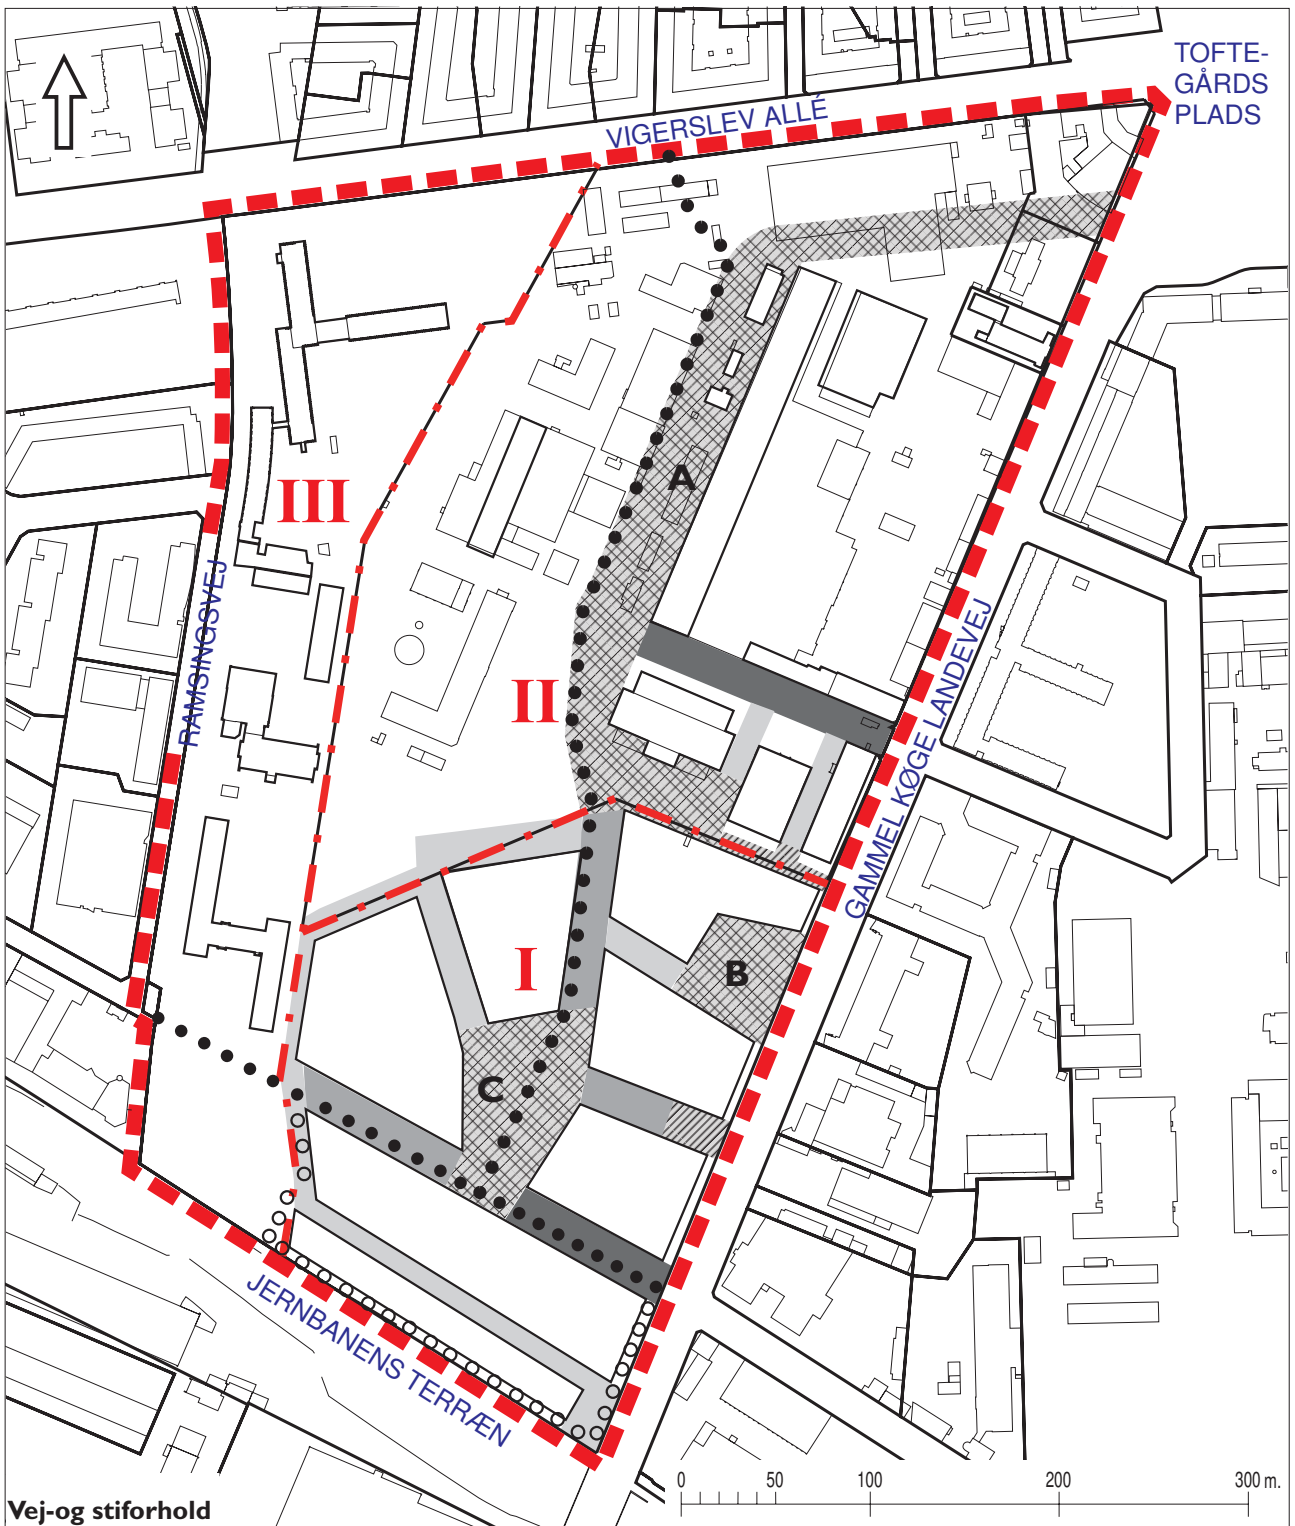 TOFTE-
GÅRDS
PLADS
VIGERSLEV ALLÉ
A
III
RAMSINGSVEJ
II
GAMMEL KØGE LANDEVEJ
I
B
C
JERNBANENS TERRÆN
0 50 100 200 300 m.
Vej-og stiforhold